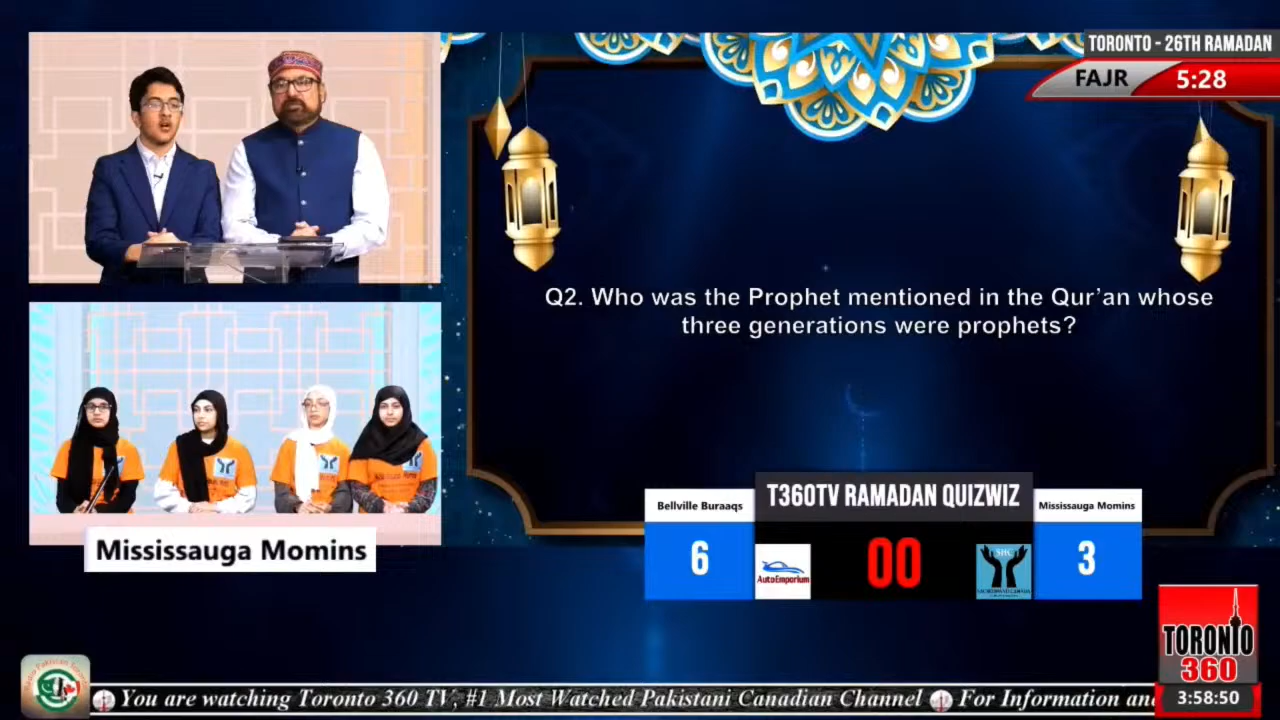 TORONTO - 26TH RAMADAN
FAJR 5:28
Q2. Who was the Prophet mentioned in the Qur’an whose
three generations were prophets?
Mississauga Momins
T360TV RAMADAN QUIZWIZ
Bellville Buraaqs
Mississauga Momins
6
00
3
AutoEmporium
SHC
TORONTO
360
3:58:50
You are watching Toronto 360 TV, #1 Most Watched Pakistani Canadian Channel
For Information an